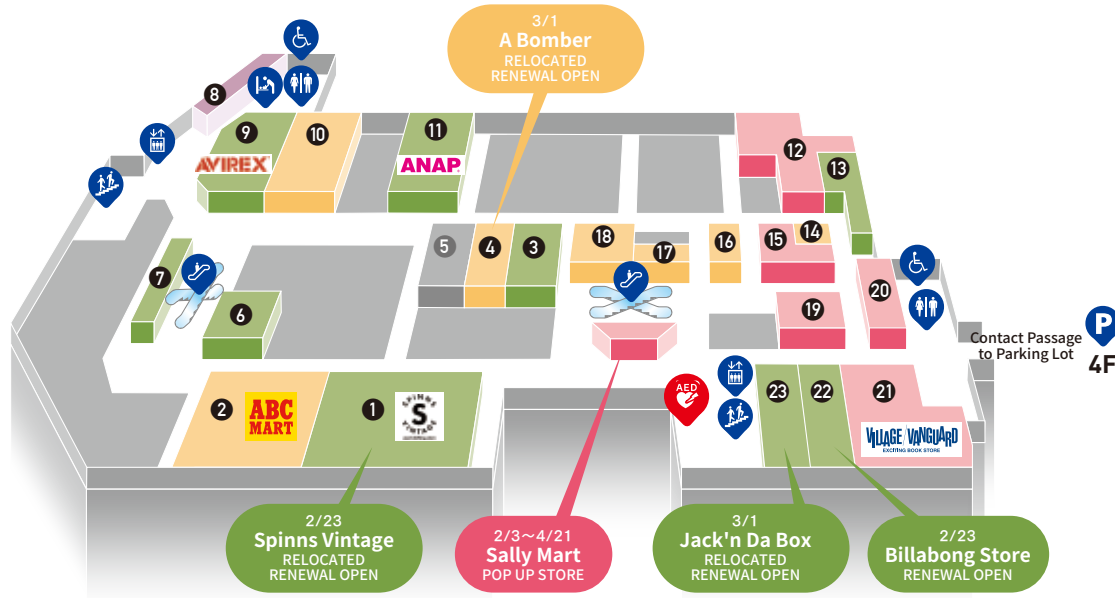 3/1
A Bomber
RELOCATED
RENEWAL OPEN
8
9
AVIREX
10
11
ANAP
12
13
5
4
3
18
17
16
15
14
7
6
19
20
Contact Passage
to Parking Lot
P
4F
2
ABC
MART
1
SPINNS
S
VINTAGE
AED
23
22
21
VILLAGE/VANGUARD
EXCITING BOOK STORE
2/23
Spinns Vintage
RELOCATED
RENEWAL OPEN
2/3~4/21
Sally Mart
POP UP STORE
3/1
Jack'n Da Box
RELOCATED
RENEWAL OPEN
2/23
Billabong Store
RENEWAL OPEN